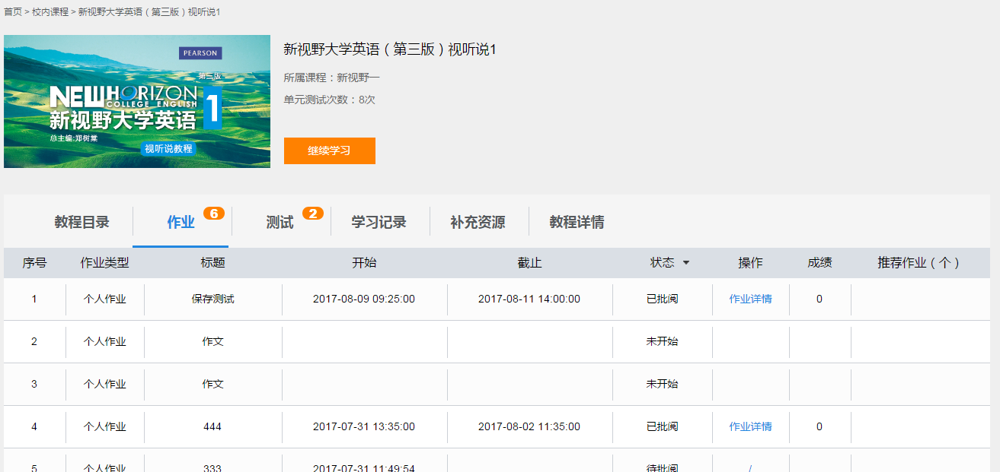 首页 > 校内课程 > 新视野大学英语（第三版）视听说1
PEARSON
第三版
NEW HORIZON
COLLEGE ENGLISH
1
新视野大学英语
总主编:郑树棠
视听说教程
新视野大学英语（第三版）视听说1
所属课程：新视野一
单元测试次数：8次
继续学习
教程目录 作业 6 测试 2 学习记录 补充资源 教程详情
序号 作业类型 标题 开始 截止 状态 操作 成绩 推荐作业（个）
1 个人作业 保存测试 2017-08-09 09:25:00 2017-08-11 14:00:00 已批阅 作业详情 0
2 个人作业 作文 未开始
3 个人作业 作文 未开始
4 个人作业 444 2017-07-31 13:35:00 2017-08-02 11:35:00 已批阅 作业详情 0
5 个人作业 333 2017-07-31 11:49:54 待批阅 /